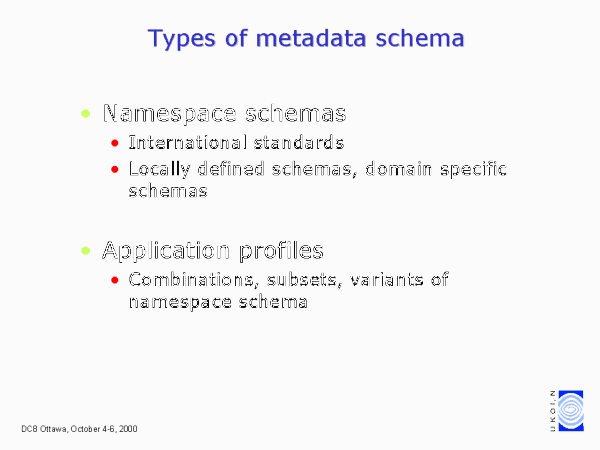 Types of metadata schema
• Namespace schemas
• International standards
• Locally defined schemas, domain specific
schemas
• Application profiles
• Combinations, subsets, variants of
namespace schema
UKOLN
DC8 Ottawa, October 4-6, 2000